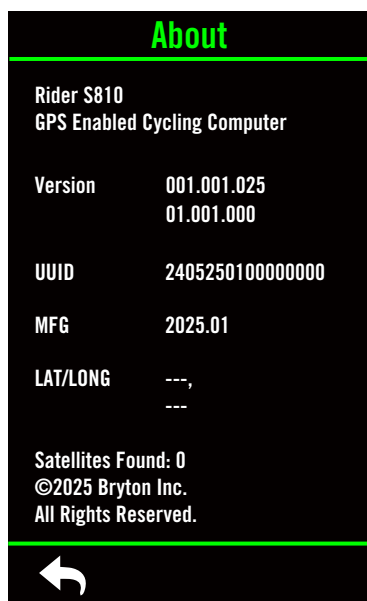 About
Rider S810
GPS Enabled Cycling Computer
Version 001.001.025
01.001.000
UUID 2405250100000000
MFG 2025.01
LAT/LONG ---,
---
Satellites Found: 0
©2025 Bryton Inc.
All Rights Reserved.